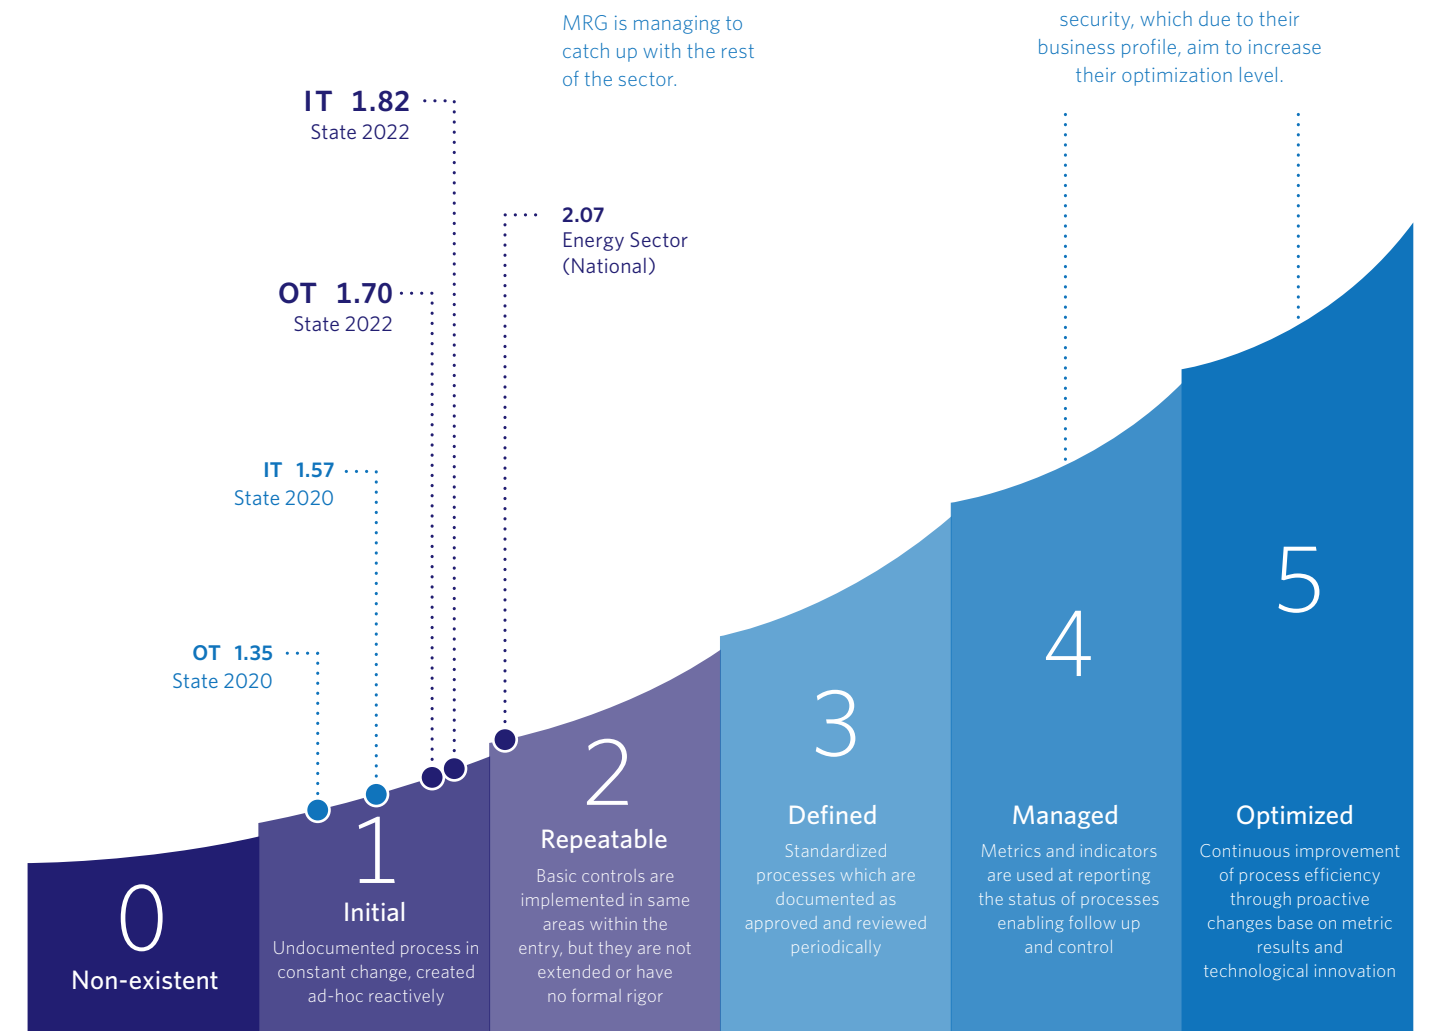 MRG is managing to
catch up with the rest
of the sector.
security, which due to their
business profile, aim to increase
their optimization level.
IT 1.82
State 2022
2.07
Energy Sector
(National)
OT 1.70
State 2022
IT 1.57
State 2020
OT 1.35
State 2020
0
Non-existent
1
Initial
Undocumented process in
constant change, created
ad-hoc reactively
2
Repeatable
Basic controls are
implemented in same
areas within the
entry, but they are not
extended or have
no formal rigor
3
Defined
Standardized
processes which are
documented as
approved and reviewed
periodically
4
Managed
Metrics and indicators
are used at reporting
the status of processes
enabling follow up
and control
5
Optimized
Continuous improvement
of process efficiency
through proactive
changes base on metric
results and
technological innovation